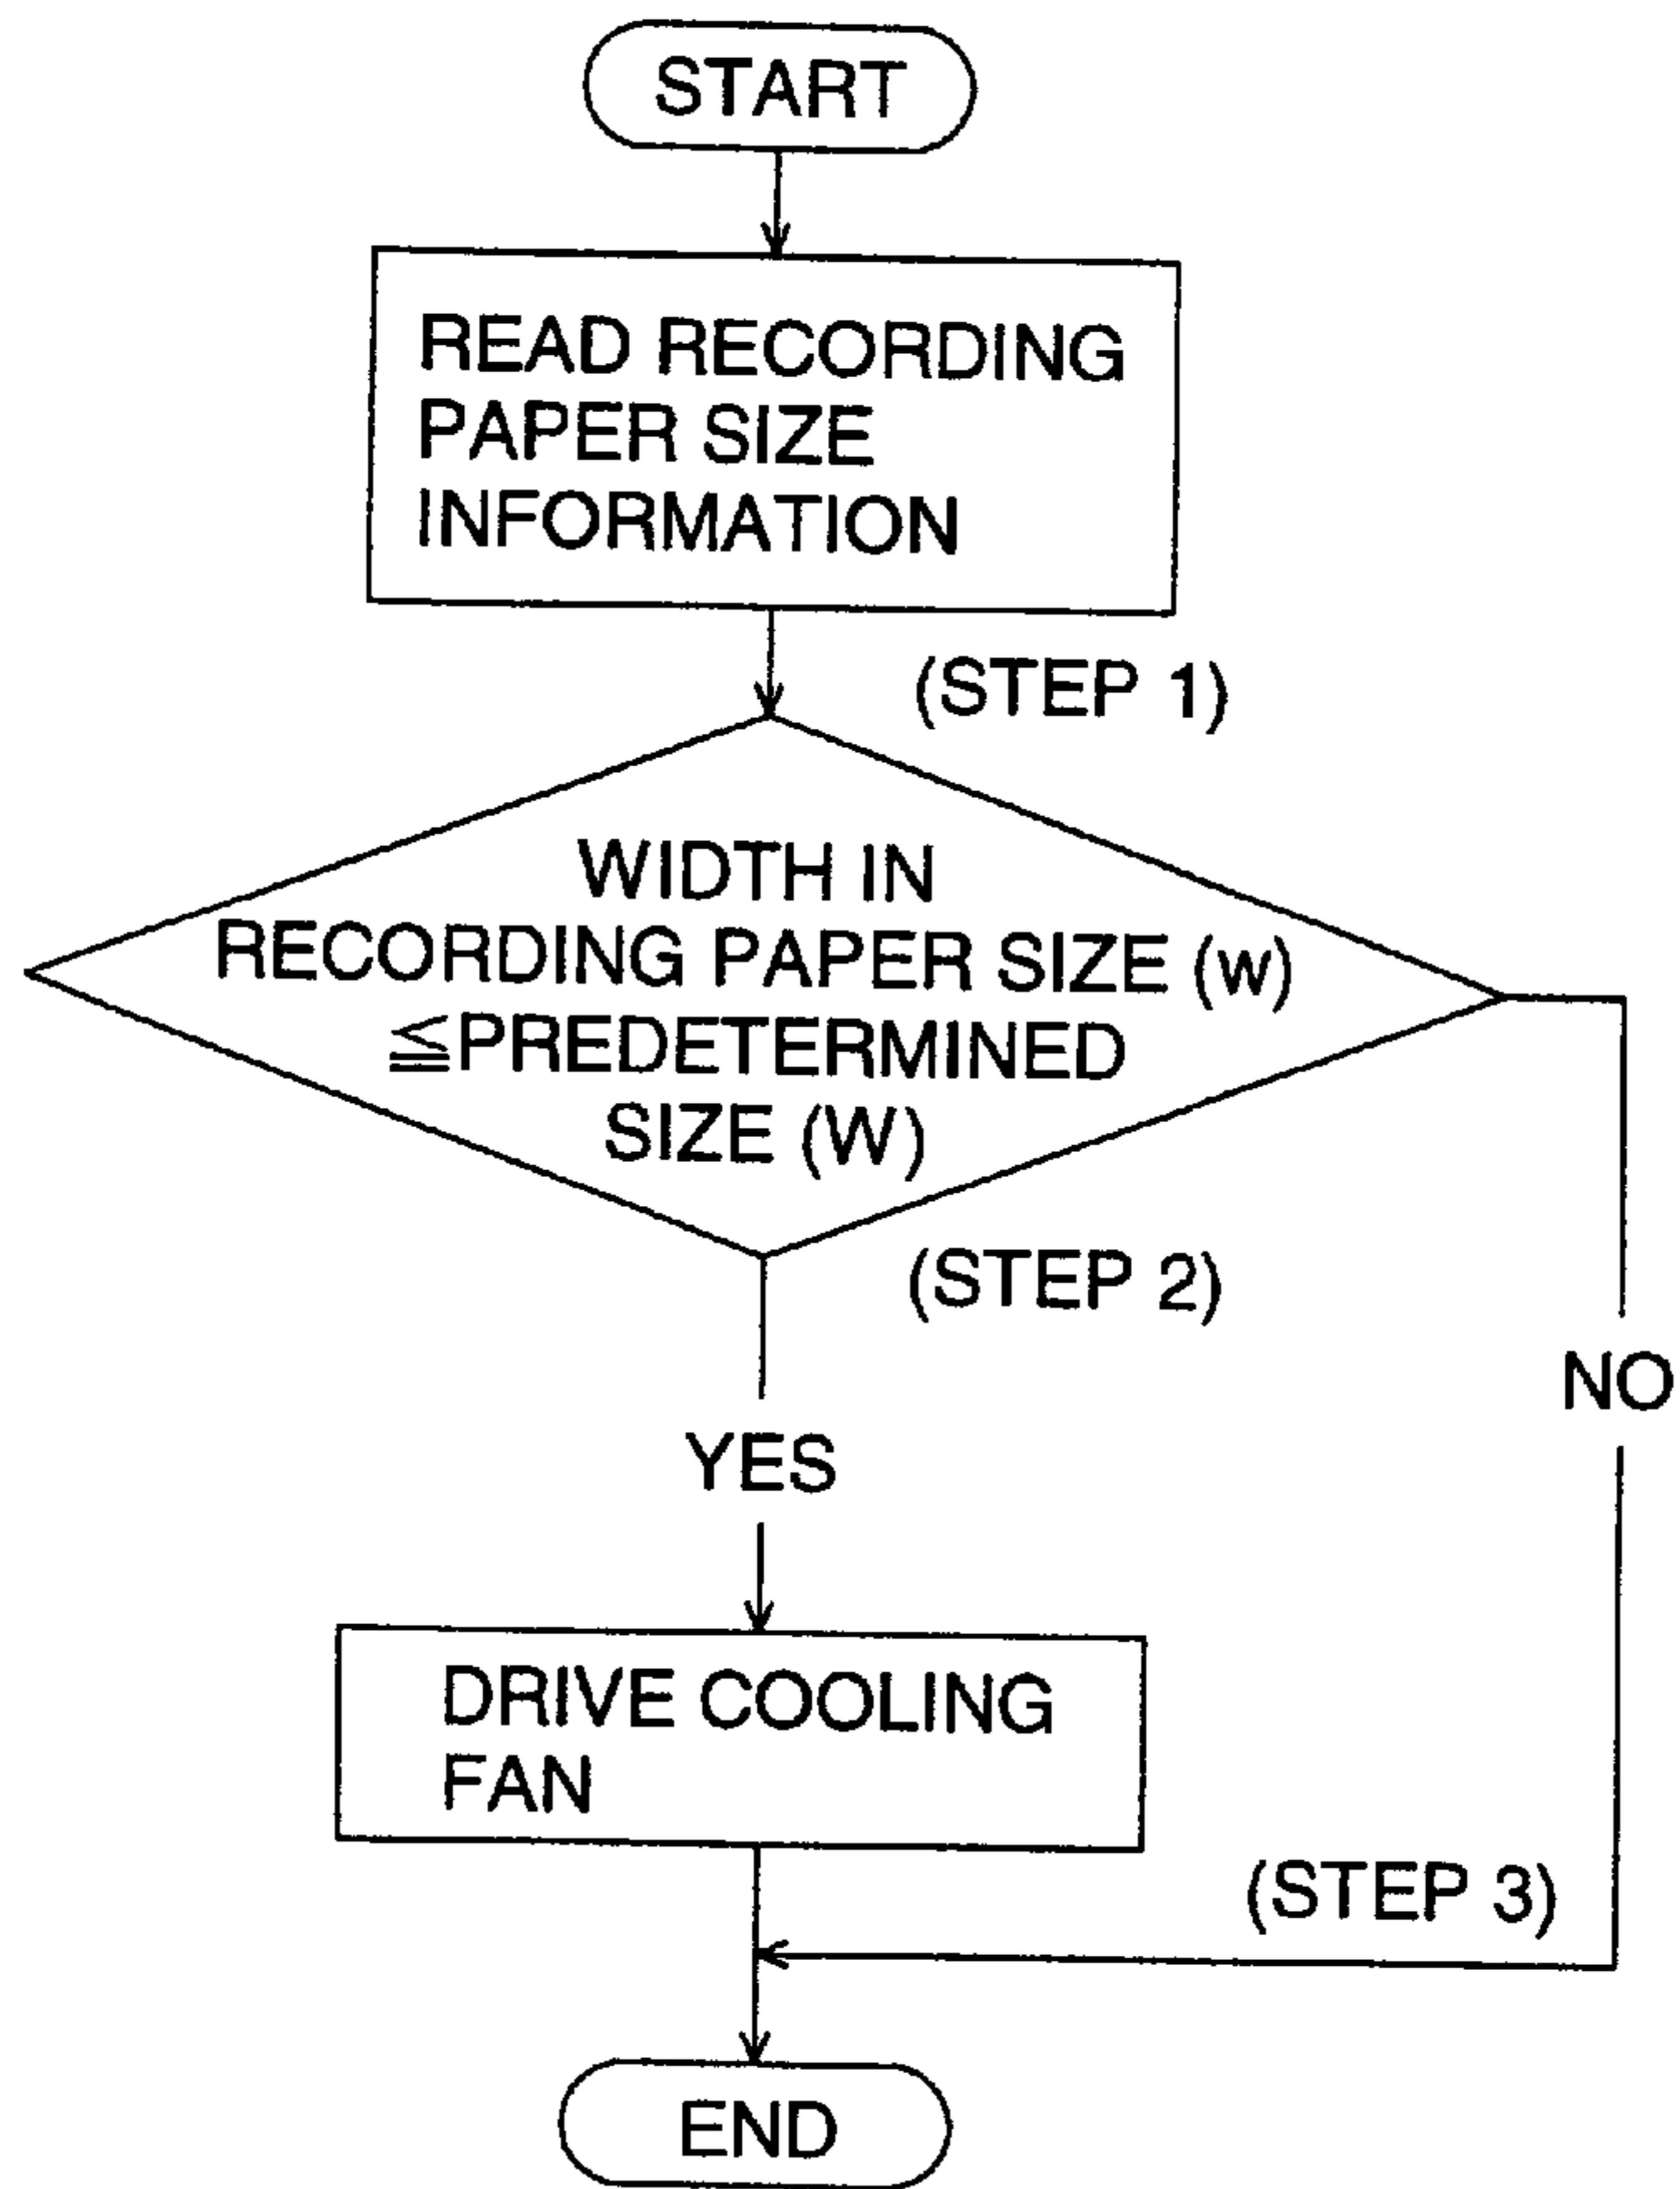 START
READ RECORDING
PAPER SIZE
INFORMATION
(STEP 1)
WIDTH IN
RECORDING PAPER SIZE (w)
≦PREDETERMINED
SIZE (W)
(STEP 2)
NO
YES
DRIVE COOLING
FAN
(STEP 3)
END